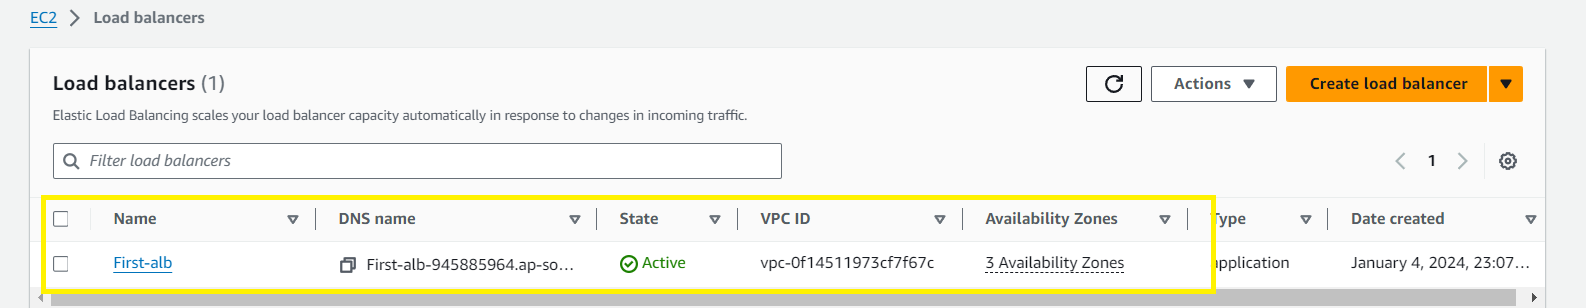 EC2 > Load balancers
Load balancers (1)
Actions
Create load balancer
Elastic Load Balancing scales your load balancer capacity automatically in response to changes in incoming traffic.
Filter load balancers
1
Name DNS name State VPC ID Availability Zones Type Date created
First-alb First-alb-945885964.ap-so... Active vpc-0f14511973cf7f67c 3 Availability Zones application January 4, 2024, 23:07...